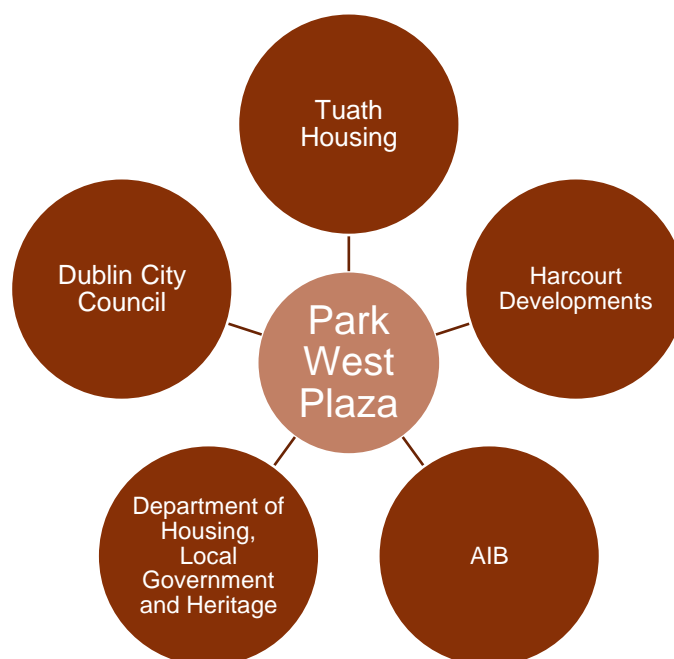 Tuath
Housing
Dublin City
Council
Harcourt
Developments
Park
West
Plaza
Department of
Housing,
Local
Government
and Heritage
AIB